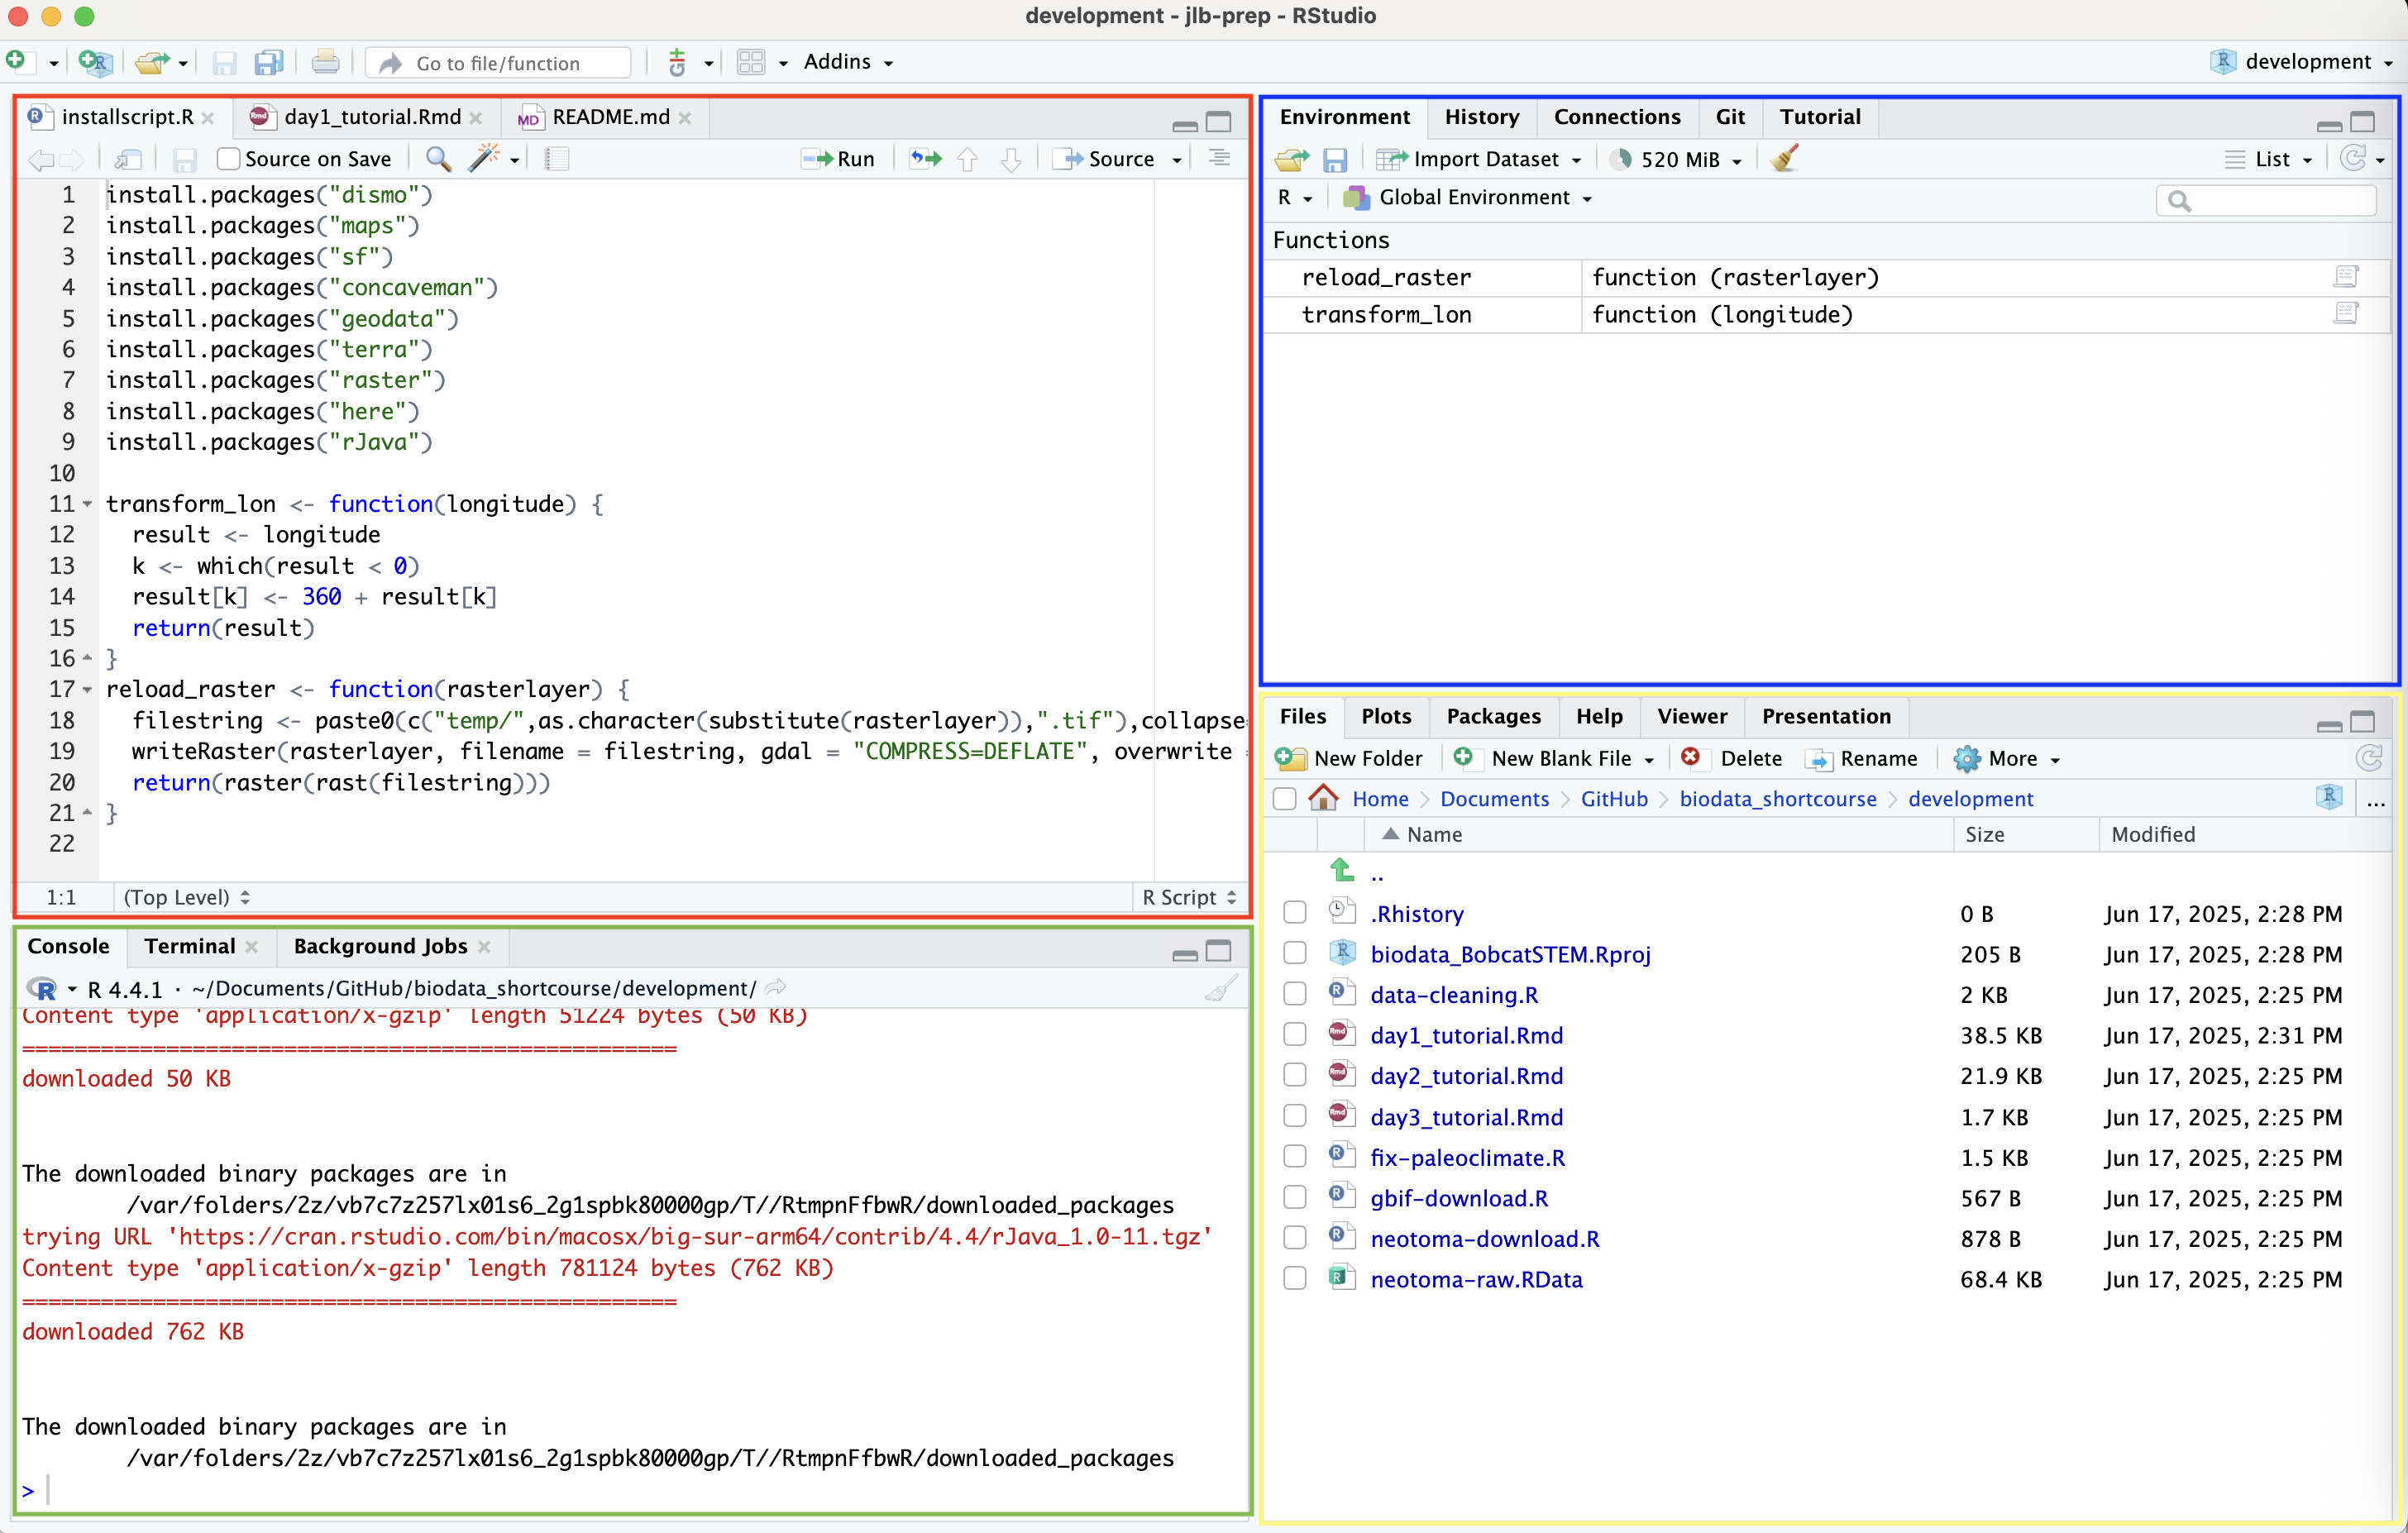 development - jlb-prep - RStudio
Go to file/function
Addins
development
installscript.R
day1_tutorial.Rmd
README.md
Source on Save
Run
Source
1 install.packages("dismo")
2 install.packages("maps")
3 install.packages("sf")
4 install.packages("concaveman")
5 install.packages("geodata")
6 install.packages("terra")
7 install.packages("raster")
8 install.packages("here")
9 install.packages("rJava")
10
11 transform_lon <- function(longitude) {
12 result <- longitude
13 k <- which(result < 0)
14 result[k] <- 360 + result[k]
15 return(result)
16 }
17 reload_raster <- function(rasterlayer) {
18 filestring <- paste0(c("temp/",as.character(substitute(rasterlayer)),".tif"),collapse=
19 writeRaster(rasterlayer, filename = filestring, gdal = "COMPRESS=DEFLATE", overwrite =
20 return(raster(rast(filestring)))
21 }
22
1:1 (Top Level) R Script
Console Terminal Background Jobs
R 4.4.1 · ~/Documents/GitHub/biodata_shortcourse/development/
Content type 'application/x-gzip' length 51224 bytes (50 KB)
==================================================
downloaded 50 KB
The downloaded binary packages are in
/var/folders/2z/vb7c7z257lx01s6_2g1spbk80000gp/T//RtmpnFfbwR/downloaded_packages
trying URL 'https://cran.rstudio.com/bin/macosx/big-sur-arm64/contrib/4.4/rJava_1.0-11.tgz'
Content type 'application/x-gzip' length 781124 bytes (762 KB)
==================================================
downloaded 762 KB
The downloaded binary packages are in
/var/folders/2z/vb7c7z257lx01s6_2g1spbk80000gp/T//RtmpnFfbwR/downloaded_packages
>
Environment History Connections Git Tutorial
Import Dataset 520 MiB List
R Global Environment
Functions
reload_raster function (rasterlayer)
transform_lon function (longitude)
Files Plots Packages Help Viewer Presentation
New Folder New Blank File Delete Rename More
Home Documents GitHub biodata_shortcourse development ...
Name Size Modified
..
.Rhistory 0 B Jun 17, 2025, 2:28 PM
biodata_BobcatSTEM.Rproj 205 B Jun 17, 2025, 2:28 PM
data-cleaning.R 2 KB Jun 17, 2025, 2:25 PM
day1_tutorial.Rmd 38.5 KB Jun 17, 2025, 2:31 PM
day2_tutorial.Rmd 21.9 KB Jun 17, 2025, 2:25 PM
day3_tutorial.Rmd 1.7 KB Jun 17, 2025, 2:25 PM
fix-paleoclimate.R 1.5 KB Jun 17, 2025, 2:25 PM
gbif-download.R 567 B Jun 17, 2025, 2:25 PM
neotoma-download.R 878 B Jun 17, 2025, 2:25 PM
neotoma-raw.RData 68.4 KB Jun 17, 2025, 2:25 PM